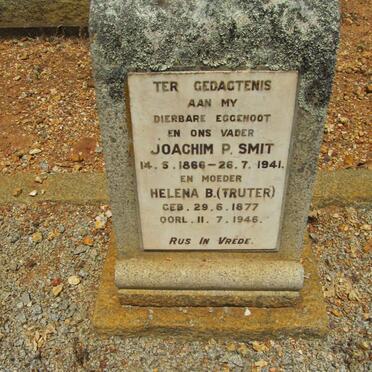 TER GEDAGTENIS
AAN MY
DIERBARE EGGENOOT
EN ONS VADER
JOACHIM P. SMIT
14.5.1866-26.7.1941.
EN MOEDER
HELENA B.(TRUTER)
GEB. 29.6.1877
OORL. 11.7.1946.
RUS IN VREDE.